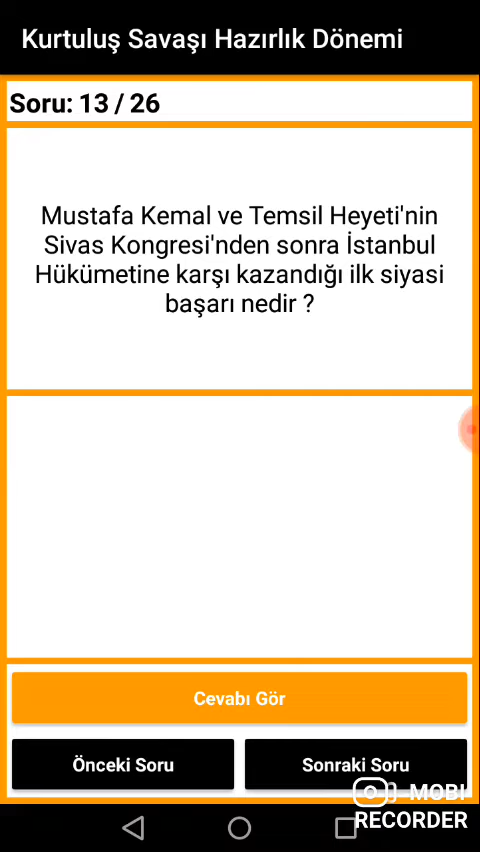 Kurtuluş Savaşı Hazırlık Dönemi
Soru: 13 / 26
Mustafa Kemal ve Temsil Heyeti'nin
Sivas Kongresi'nden sonra İstanbul
Hükümetine karşı kazandığı ilk siyasi
başarı nedir ?
Cevabı Gör
Önceki Soru
Sonraki Soru
MOBI
RECORDER